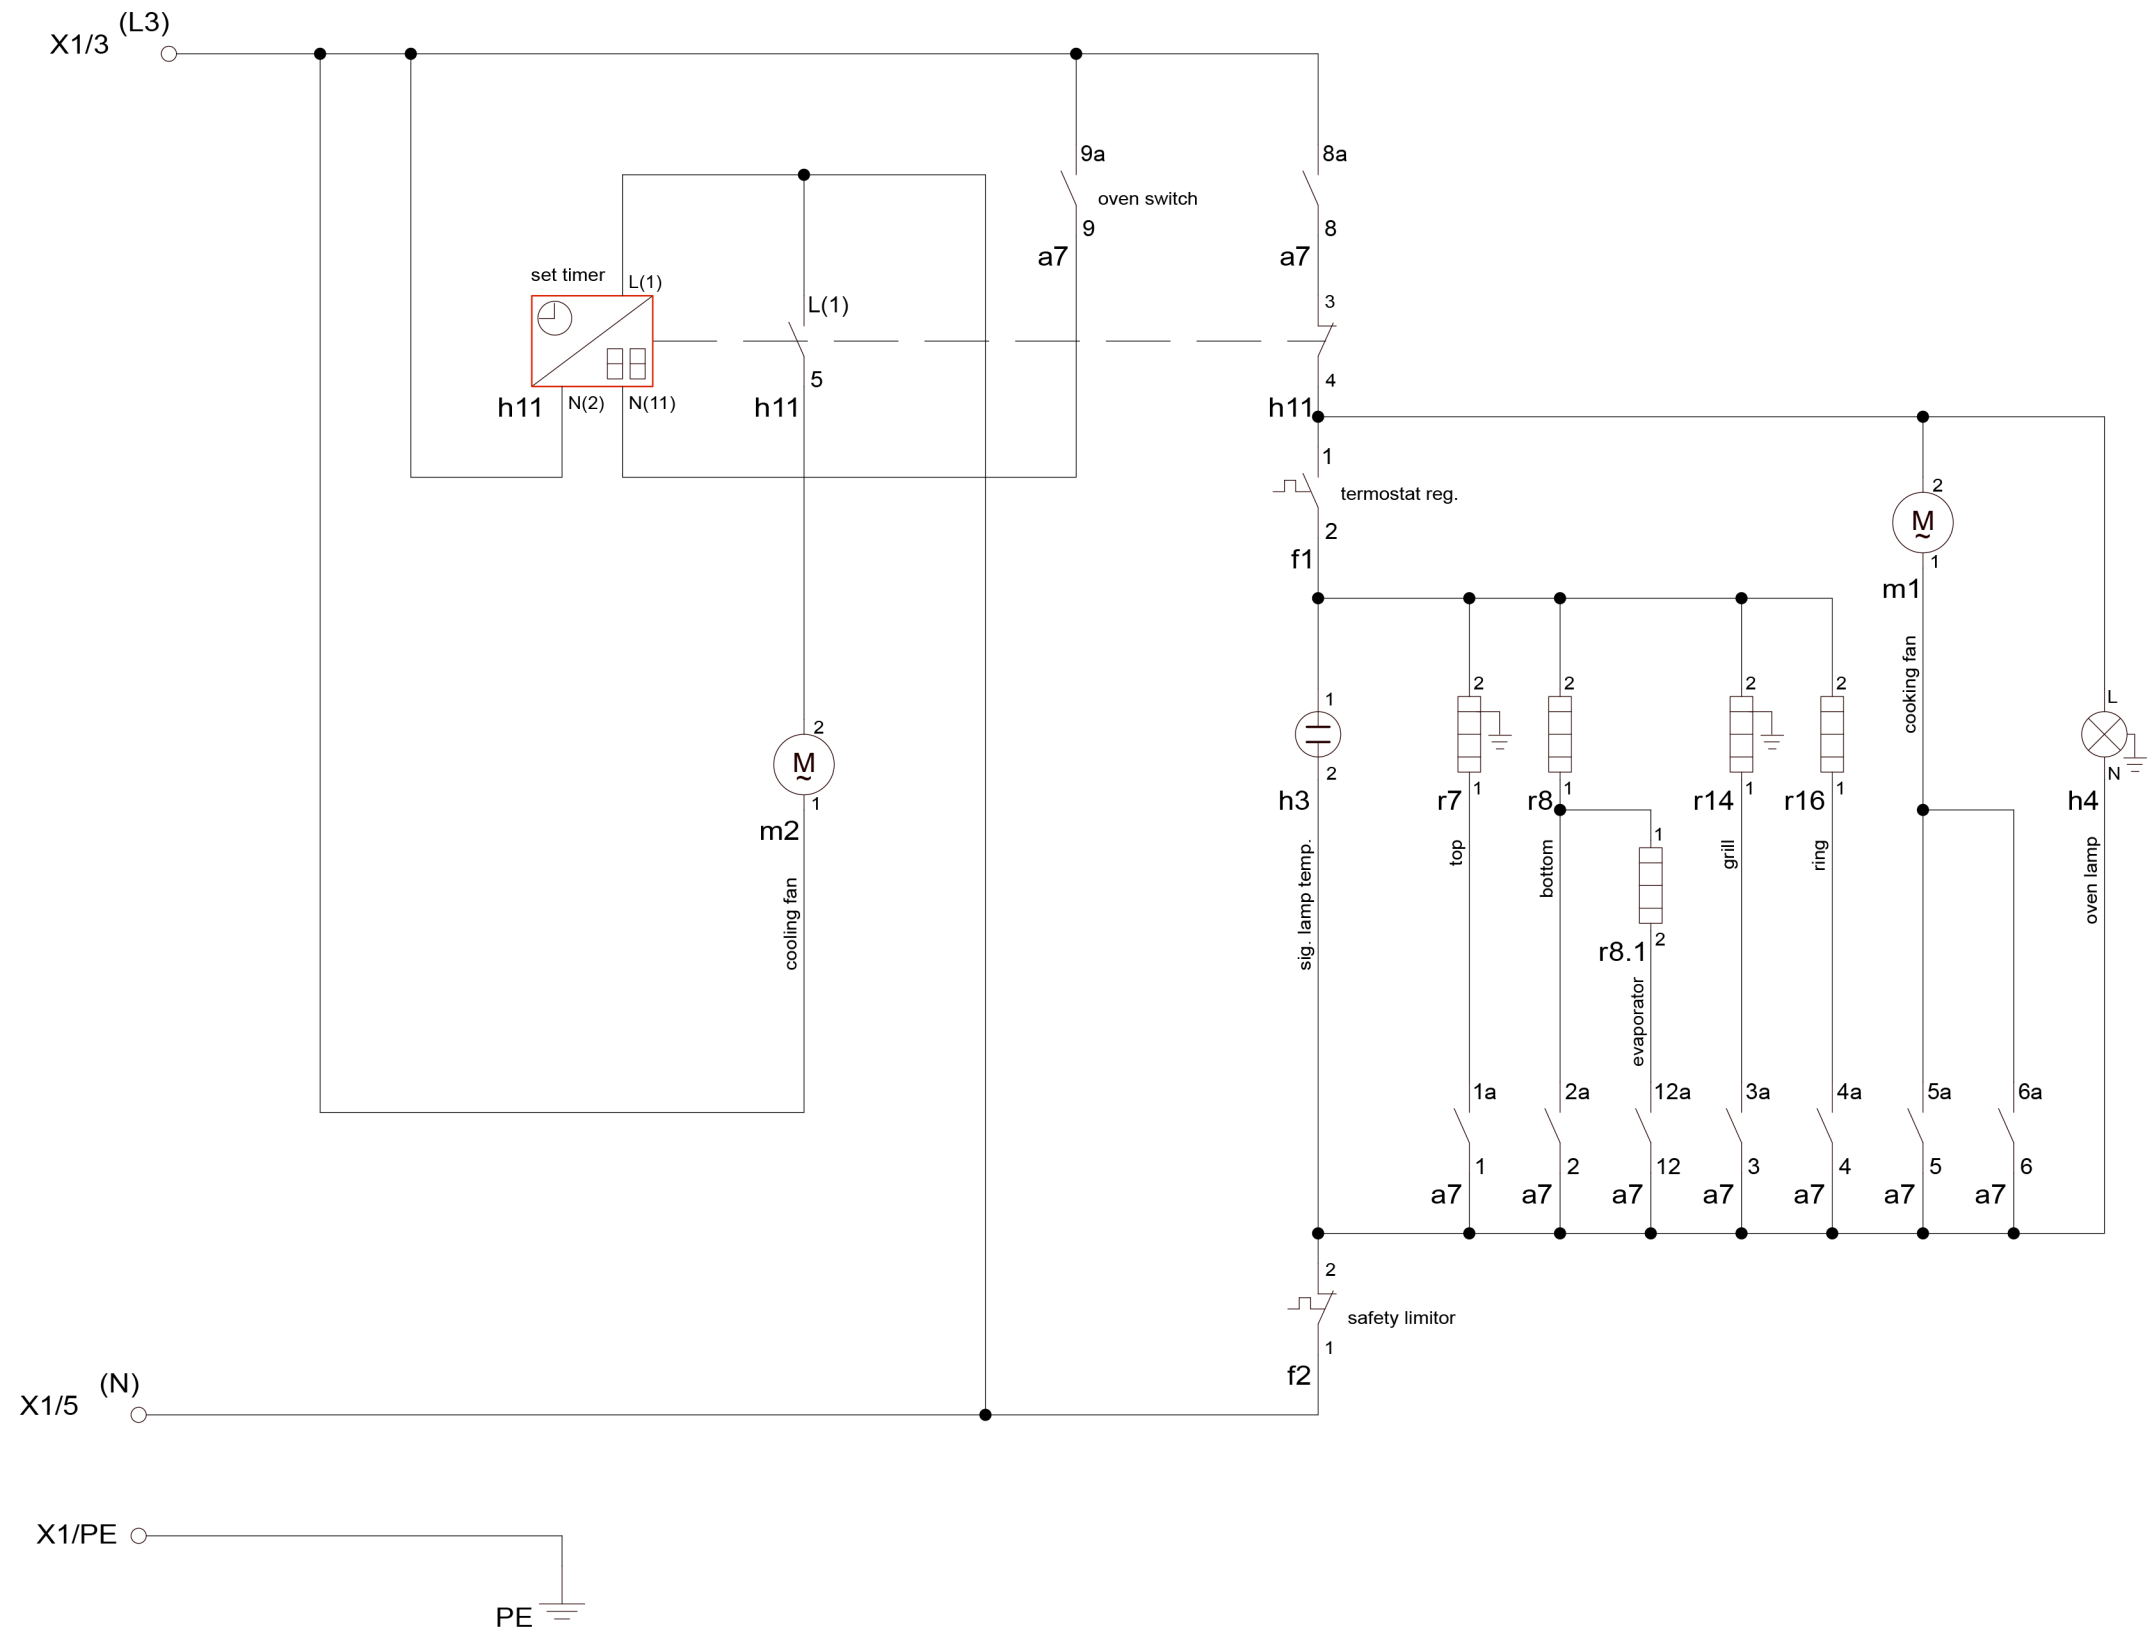 (L3)
X1/3
9a
8a
oven switch
9
8
a7
a7
set timer
L(1)
L(1)
3
5
4
h11
N(2)
N(11)
h11
h11
1
termostat reg.
2
f1
2
M
~
1
m1
cooking fan
2
M
~
1
m2
cooling fan
1
2
h3
sig. lamp temp.
2
1
r7
top
2
1
r8
bottom
1
2
r8.1
evaporator
2
1
r14
grill
2
1
r16
ring
L
N
h4
oven lamp
1a
2a
12a
3a
4a
5a
6a
1
2
12
3
4
5
6
a7
a7
a7
a7
a7
a7
a7
2
safety limitor
1
f2
(N)
X1/5
X1/PE
PE